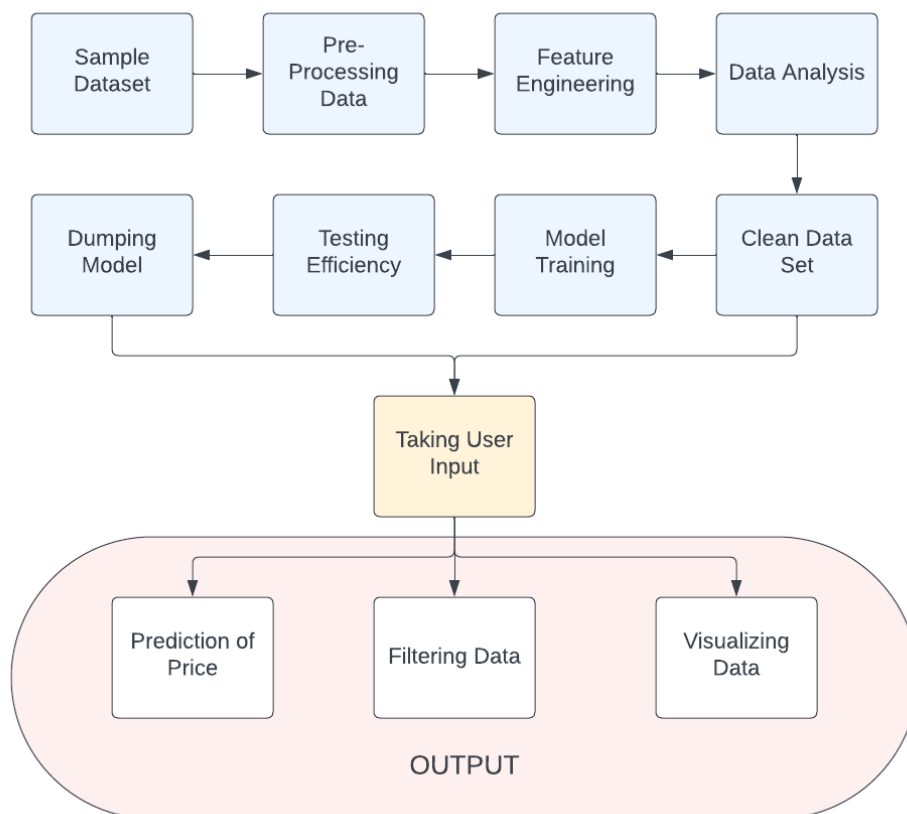 Sample
Dataset
Pre-
Processing
Data
Feature
Engineering
Data Analysis
Dumping
Model
Testing
Efficiency
Model
Training
Clean Data
Set
Taking User
Input
Prediction of
Price
Filtering Data
Visualizing
Data
OUTPUT